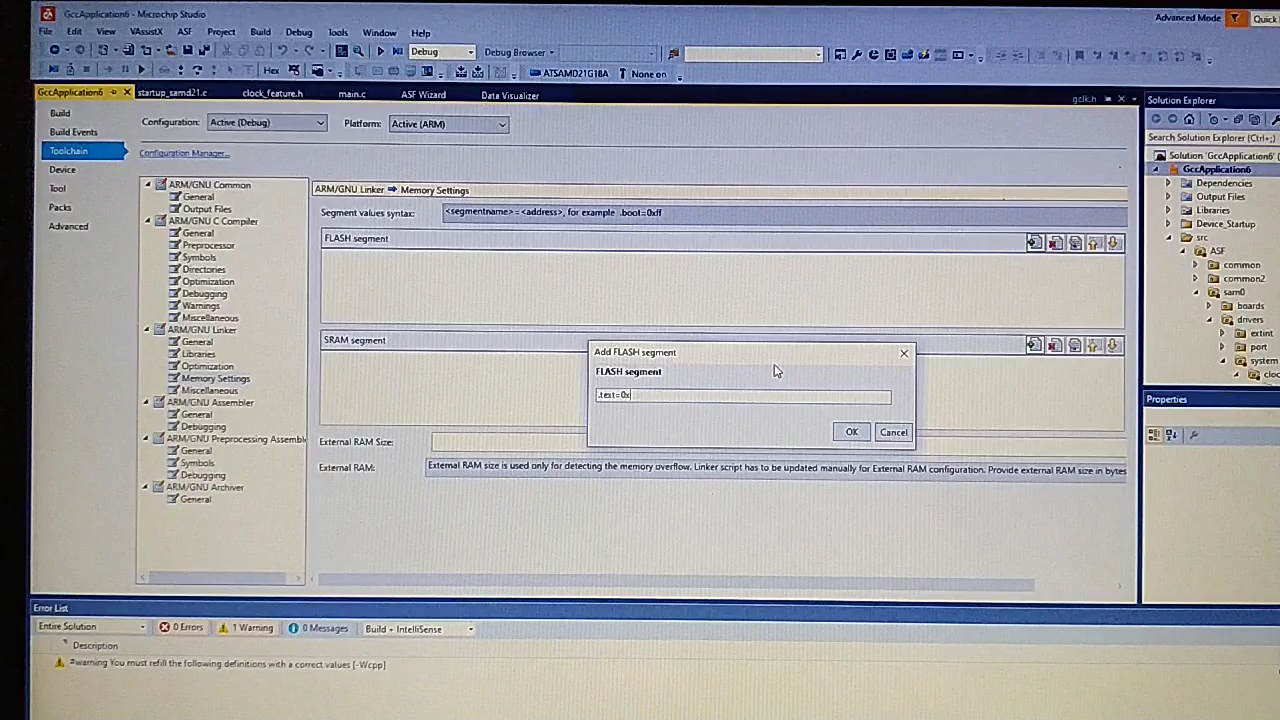 GccApplication6 - Microchip Studio
Advanced Mode
Quick
File Edit View VAssistX ASF Project Build Debug Tools Window Help
Debug
Debug Browser
Hex
ATSAMD21G18A
None on
GccApplication6
startup_samd21.c
clock_feature.h
main.c
ASF Wizard
Data Visualizer
gclk.h
Build
Build Events
Toolchain
Device
Tool
Packs
Advanced
Configuration: Active (Debug)
Platform: Active (ARM)
Configuration Manager...
ARM/GNU Common
General
Output Files
ARM/GNU C Compiler
General
Preprocessor
Symbols
Directories
Optimization
Debugging
Warnings
Miscellaneous
ARM/GNU Linker
General
Libraries
Optimization
Memory Settings
Miscellaneous
ARM/GNU Assembler
General
Debugging
ARM/GNU Preprocessing Assembl
General
Symbols
Debugging
ARM/GNU Archiver
General
ARM/GNU Linker Memory Settings
Segment values syntax: <segmentname>=<address>, for example .boot=0xff
FLASH segment
SRAM segment
External RAM Size:
External RAM: External RAM size is used only for detecting the memory overflow. Linker script has to be updated manually for External RAM configuration. Provide external RAM size in bytes
Add FLASH segment
FLASH segment
.text=0x
OK
Cancel
Solution Explorer
Search Solution Explorer (Ctrl+;)
Solution 'GccApplication6'
GccApplication6
Dependencies
Output Files
Libraries
Device_Startup
src
ASF
common
common2
sam0
boards
drivers
extint
port
system
cloc
Properties
Error List
Entire Solution
0 Errors
1 Warning
0 Messages
Build + IntelliSense
Description
#warning You must refill the following definitions with a correct values [-Wcpp]